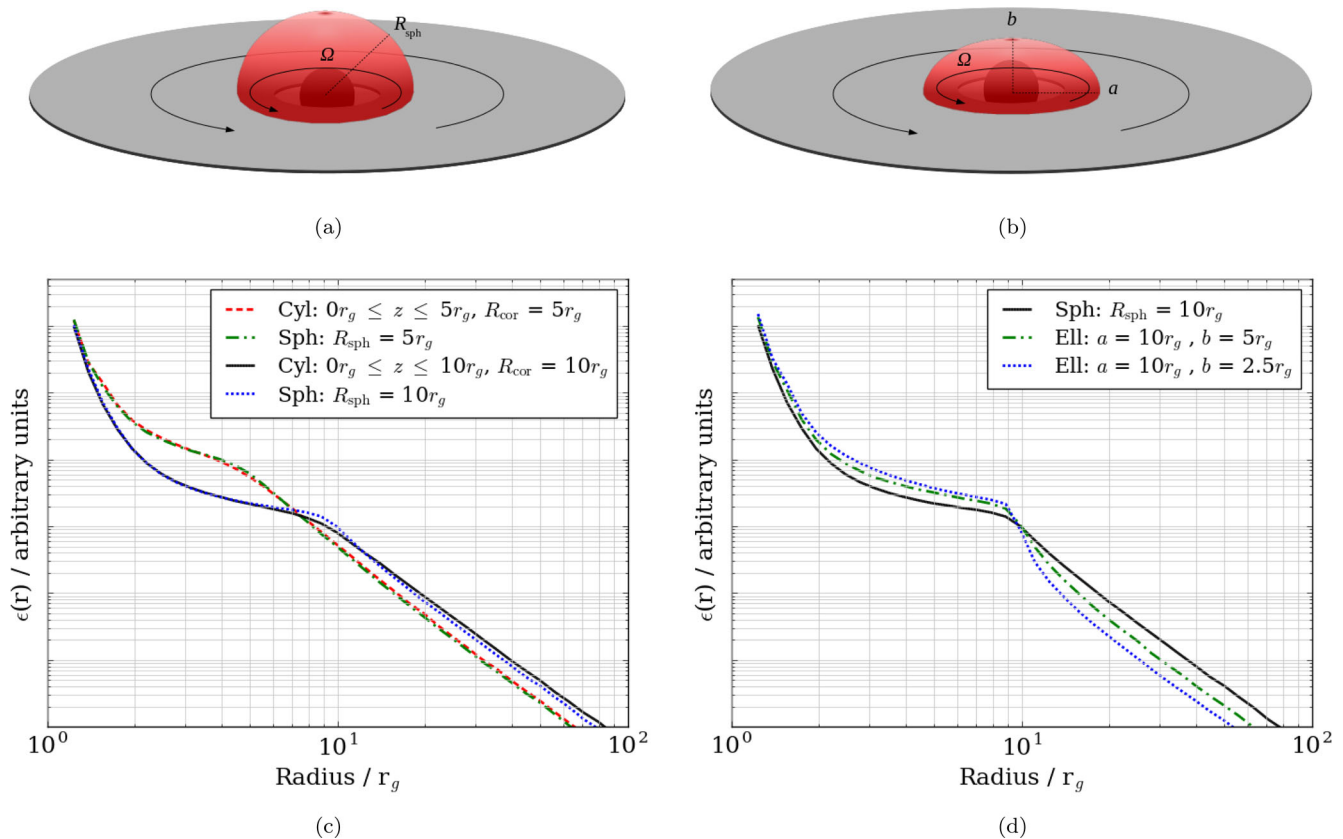 R_sph
Ω
b
Ω
a
(a)
(b)
Cyl: 0r_g ≤ z ≤ 5r_g, R_cor = 5r_g
Sph: R_sph = 5r_g
Cyl: 0r_g ≤ z ≤ 10r_g, R_cor = 10r_g
Sph: R_sph = 10r_g
ϵ(r) / arbitrary units
10^0
10^1
10^2
Radius / r_g
(c)
Sph: R_sph = 10r_g
Ell: a = 10r_g , b = 5r_g
Ell: a = 10r_g , b = 2.5r_g
ϵ(r) / arbitrary units
10^0
10^1
10^2
Radius / r_g
(d)